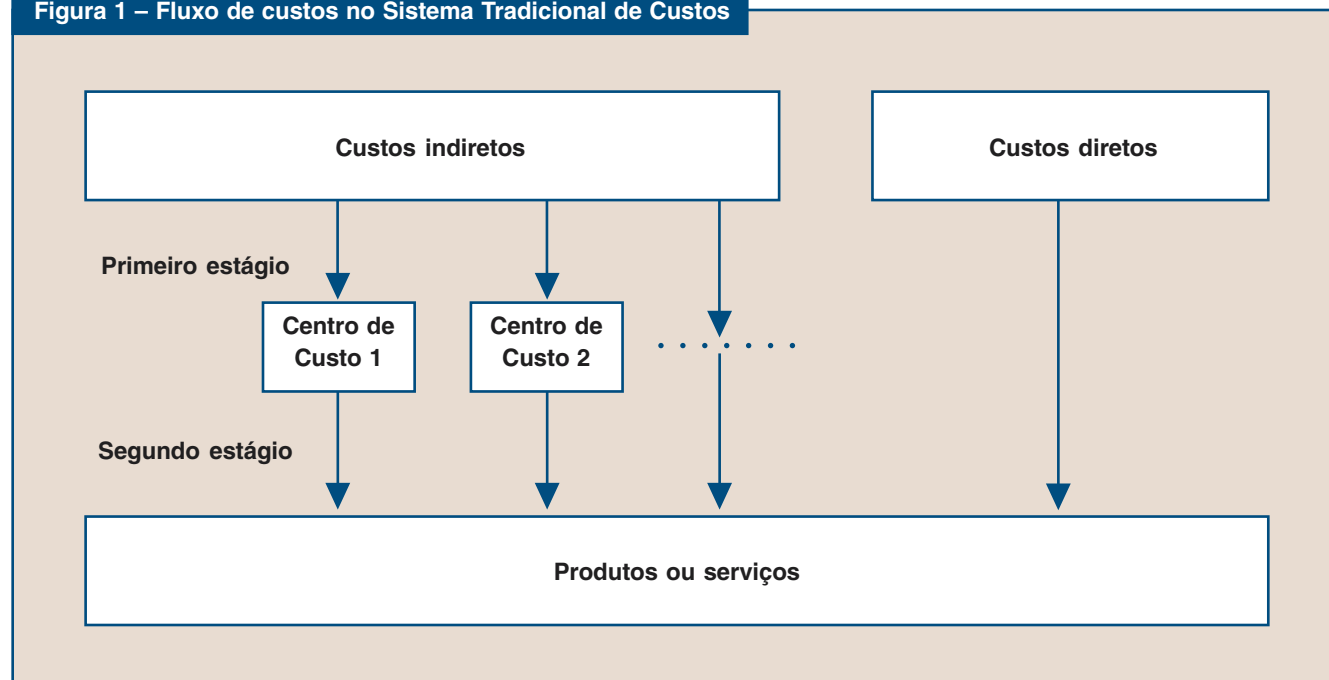 Figura 1 – Fluxo de custos no Sistema Tradicional de Custos
Custos indiretos
Custos diretos
Primeiro estágio
Centro de
Custo 1
Centro de
Custo 2
. . . . . . .
Segundo estágio
Produtos ou serviços